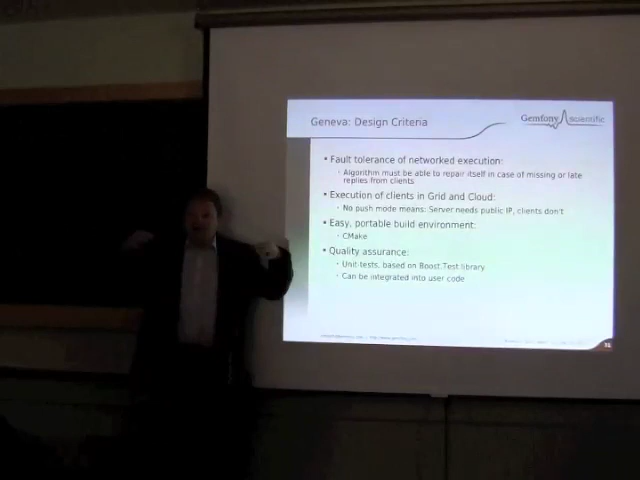 Geneva: Design Criteria
Gemfony scientific
• Fault tolerance of networked execution:
• Algorithm must be able to repair itself in case of missing or late
replies from clients
• Execution of clients in Grid and Cloud:
• No push mode means: Server needs public IP, clients don't
• Easy, portable build environment:
• CMake
• Quality assurance:
• Unit-tests, based on Boost.Test library
• Can be integrated into user code